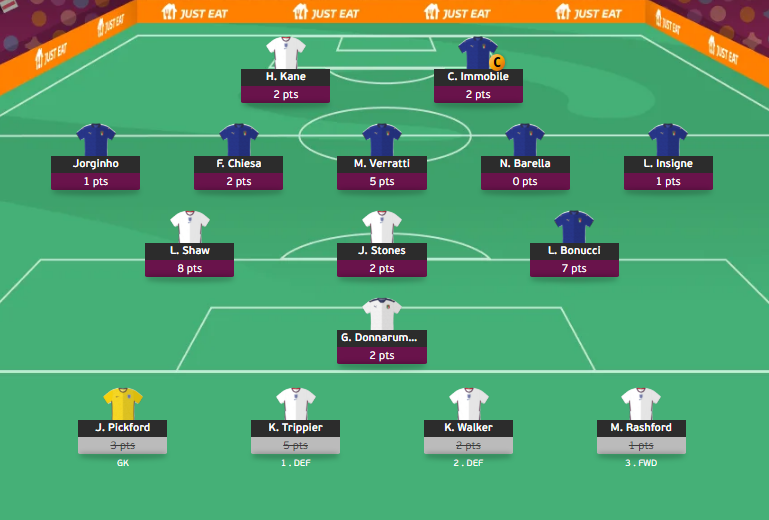 JUST EAT JUST EAT JUST EAT JUST EAT
JUST EAT JUST EAT JUST EAT JUST EAT
C
H. Kane C. Immobile
2 pts 2 pts
Jorginho F. Chiesa M. Verratti N. Barella L. Insigne
1 pts 2 pts 5 pts 0 pts 1 pts
L. Shaw J. Stones L. Bonucci
8 pts 2 pts 7 pts
G. Donnarum...
2 pts
J. Pickford K. Trippier K. Walker M. Rashford
3 pts 5 pts 2 pts 1 pts
GK 1 . DEF 2 . DEF 3 . FWD